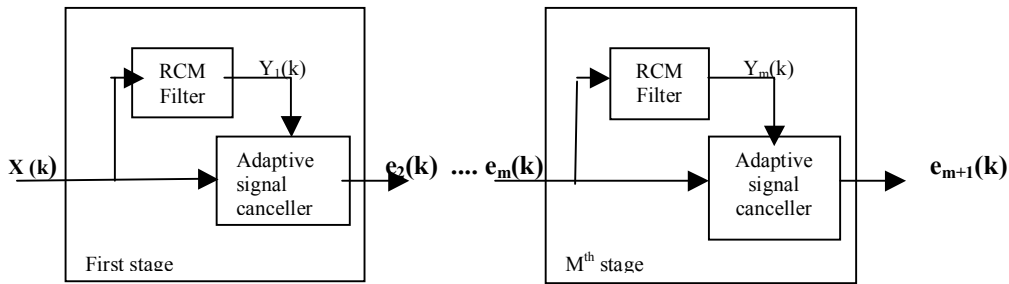 RCM
Filter
Y1(k)
X (k)
Adaptive
signal
canceller
e2(k) .... em(k)
First stage
RCM
Filter
Ym(k)
Adaptive
signal
canceller
em+1(k)
Mth stage